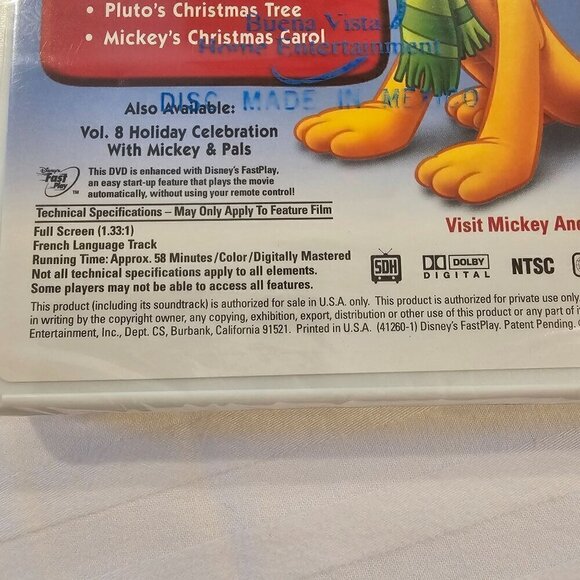 • Pluto's Christmas Tree
• Mickey's Christmas Carol
Buena Vista
Home Entertainment
DISC MADE IN MEXICO
Also Available:
Vol. 8 Holiday Celebration
With Mickey & Pals
Disney's
Fast
Play
TM
This DVD is enhanced with Disney's FastPlay,
an easy start-up feature that plays the movie
automatically, without using your remote control!
Technical Specifications – May Only Apply To Feature Film
Full Screen (1.33:1)
French Language Track
Running Time: Approx. 58 Minutes/Color/Digitally Mastered
Not all technical specifications apply to all elements.
Some players may not be able to access all features.
Visit Mickey And
SDH
DOLBY
DIGITAL
NTSC
This product (including its soundtrack) is authorized for sale in U.S.A. only. This product is authorized for private use only
in writing by the copyright owner, any copying, exhibition, export, distribution or other use of this product or any part of i
Entertainment, Inc., Dept. CS, Burbank, California 91521. Printed in U.S.A. (41260-1) Disney's FastPlay. Patent Pending.